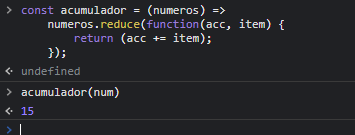 > const acumulador = (numeros) =>
numeros.reduce(function(acc, item) {
return (acc += item);
});
undefined
> acumulador(num)
15
>